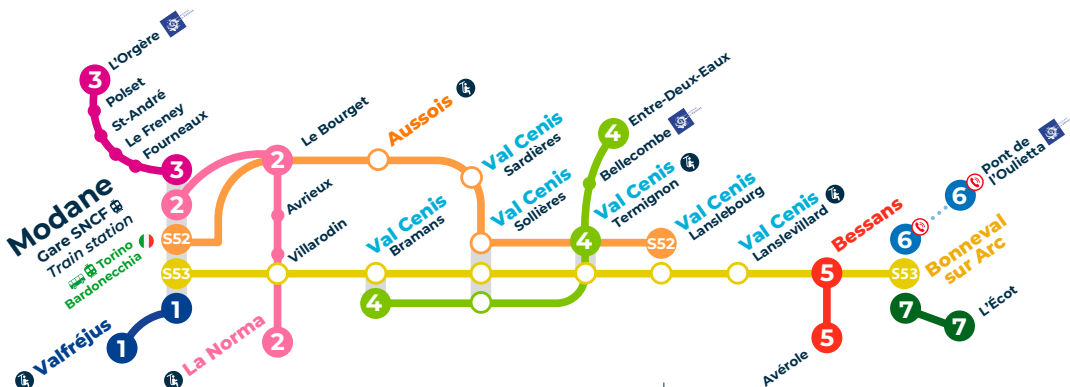 L'Orgère
3
Polset
St-André
Le Freney
Fourneaux
3
Modane
Gare SNCF
Train station
Torino
Bardonecchia
2
S52
S53
1
Valfréjus
1
Le Bourget
2
Avrieux
Villarodin
La Norma
2
Aussois
Val Cenis
Sardières
Val Cenis
Sollières
Val Cenis
Bramans
4
Entre-Deux-Eaux
4
Bellecombe
Val Cenis
Termignon
4
Val Cenis
Lanslebourg
S52
Val Cenis
Lanslevillard
Bessans
5
5
Avérole
Pont de
l'Oulietta
6
6
Bonneval
sur Arc
S53
7
7
L'Écot